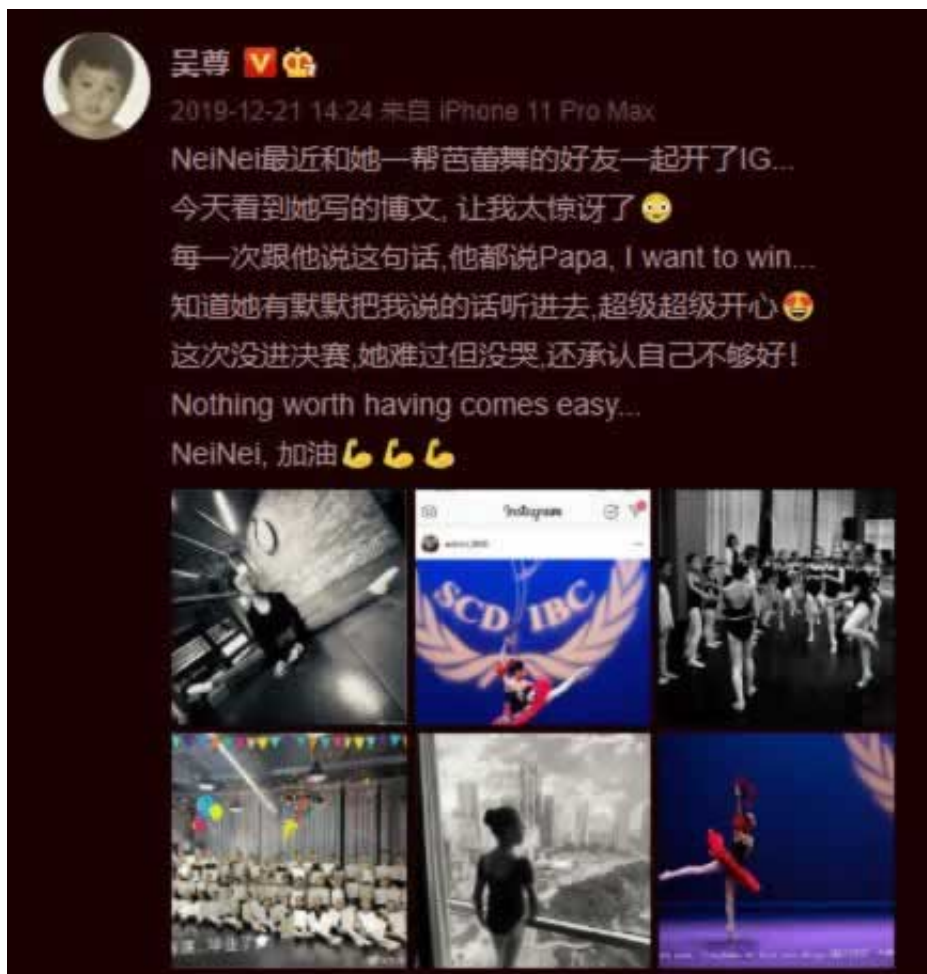 吴尊
2019-12-21 14:24 来自 iPhone 11 Pro Max
NeiNei最近和她一帮芭蕾舞的好友一起开了IG...
今天看到她写的博文, 让我太惊讶了😳
每一次跟他说这句话,他都说Papa, I want to win...
知道她有默默把我说的话听进去,超级超级开心🤩
这次没进决赛,她难过但没哭,还承认自己不够好!
Nothing worth having comes easy...
NeiNei, 加油💪💪💪
Instagram
SCD IBC